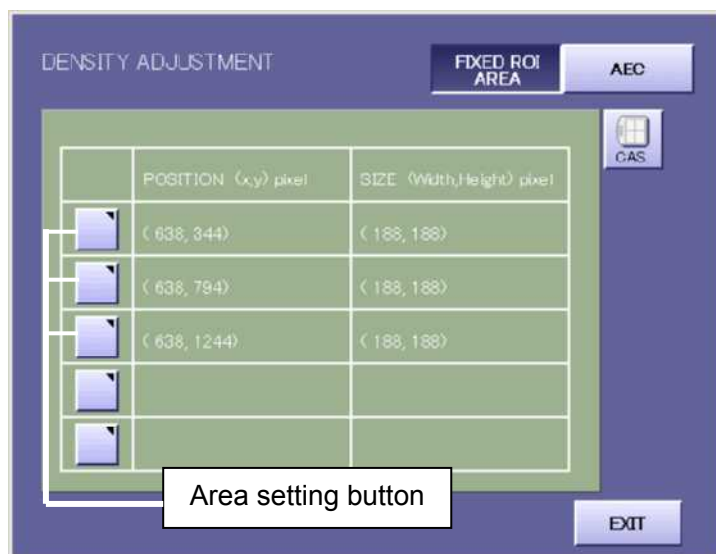 DENSITY ADJUSTMENT
FIXED ROI
AREA
AEC
CAS.
POSITION (x,y) pixel
SIZE (Width,Height) pixel
( 638, 344)
( 188, 188)
( 638, 794)
( 188, 188)
( 638, 1244)
( 188, 188)
Area setting button
EXIT